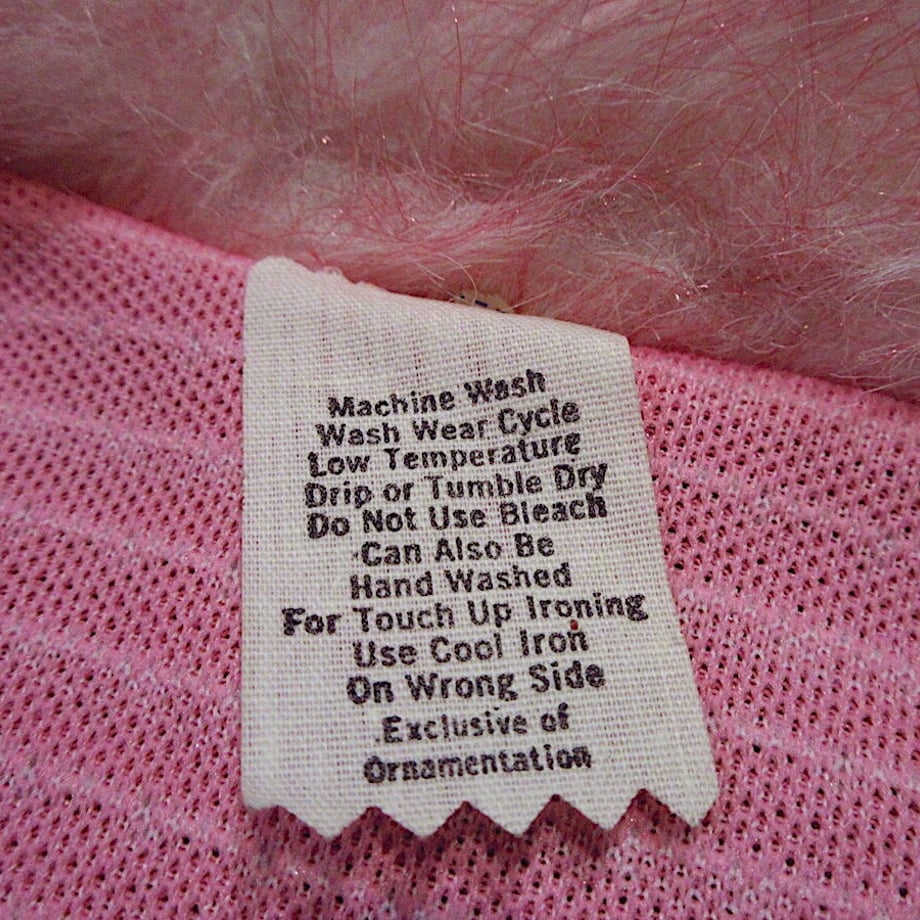 Machine Wash
Wash Wear Cycle
Low Temperature
Drip or Tumble Dry
Do Not Use Bleach
Can Also Be
Hand Washed
For Touch Up Ironing
Use Cool Iron
On Wrong Side
Exclusive of
Ornamentation